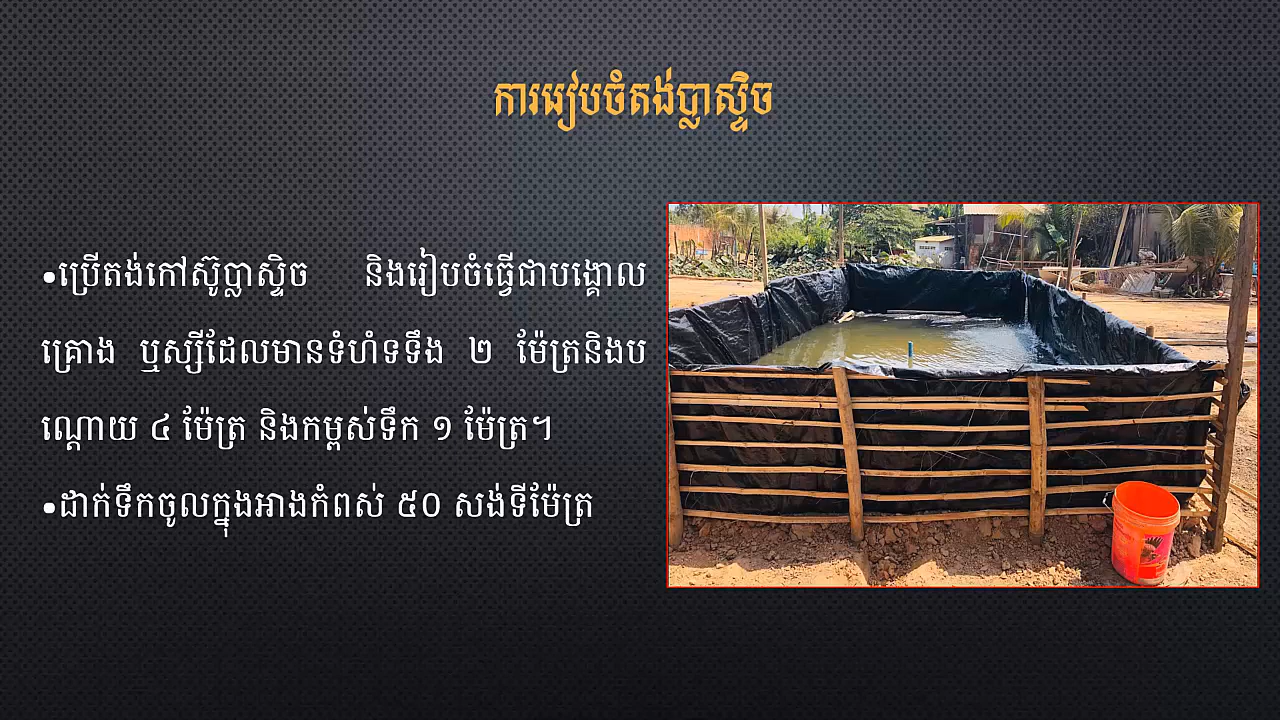 ការរៀបចំតង់ប្លាស្ទិច
•ប្រើតង់កៅស៊ូប្លាស្ទិច និងរៀបចំធ្វើជាបង្គោល
គ្រោង ឬស្សីដែលមានទំហំទទឹង ២ ម៉ែត្រនិងប
ណ្តោយ ៤ ម៉ែត្រ និងកម្ពស់ទឹក ១ ម៉ែត្រ។
•ដាក់ទឹកចូលក្នុងអាងកំពស់ ៥០ សង់ទីម៉ែត្រ